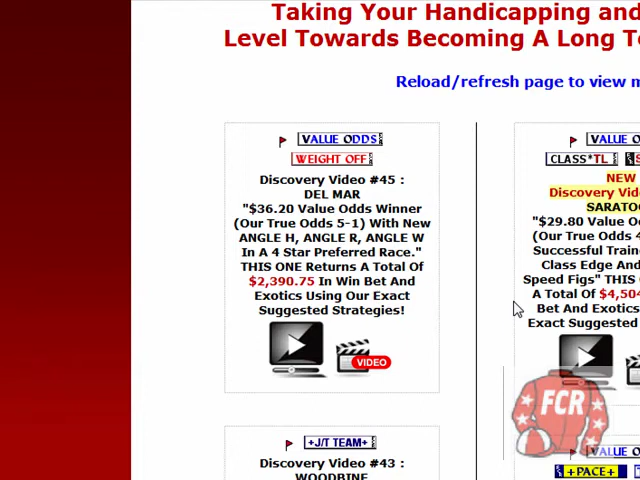 Taking Your Handicapping and
Level Towards Becoming A Long
Reload/refresh page to view
VALUE ODDS
WEIGHT OFF
Discovery Video #45 :
DEL MAR
"$36.20 Value Odds Winner
(Our True Odds 5-1) With New
ANGLE H, ANGLE R, ANGLE W
In A 4 Star Preferred Race."
THIS ONE Returns A Total Of
$2,390.75 In Win Bet And
Exotics Using Our Exact
Suggested Strategies!
VIDEO
+J/T TEAM+
Discovery Video #43 :
WOODBINE
VALUE
CLASS*TL
NEW
Discovery
"$29.80 Value
(Our True Odds
Successful
Class Edge And
Speed Figs" THIS
A Total Of $4,504
Bet And Exotics
Exact Suggested
FCR
VALUE
+PACE+